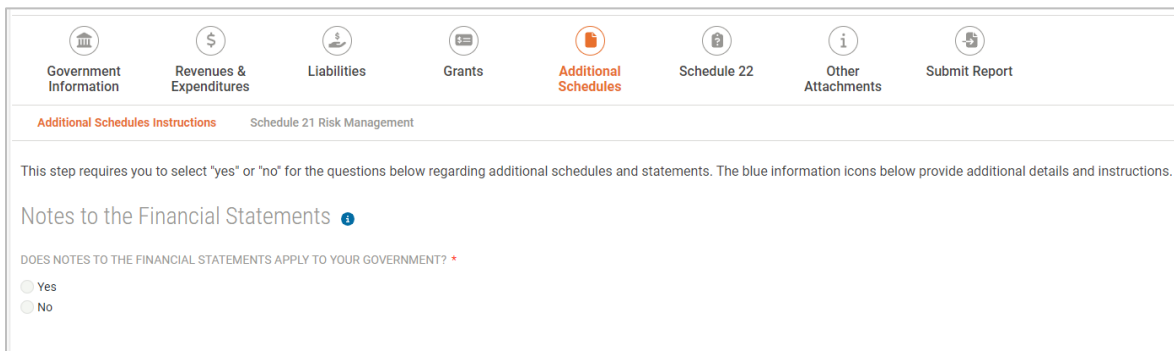 Government Information
Revenues & Expenditures
Liabilities
Grants
Additional Schedules
Schedule 22
Other Attachments
Submit Report
Additional Schedules Instructions
Schedule 21 Risk Management
This step requires you to select "yes" or "no" for the questions below regarding additional schedules and statements. The blue information icons below provide additional details and instructions.
Notes to the Financial Statements
DOES NOTES TO THE FINANCIAL STATEMENTS APPLY TO YOUR GOVERNMENT? *
Yes
No